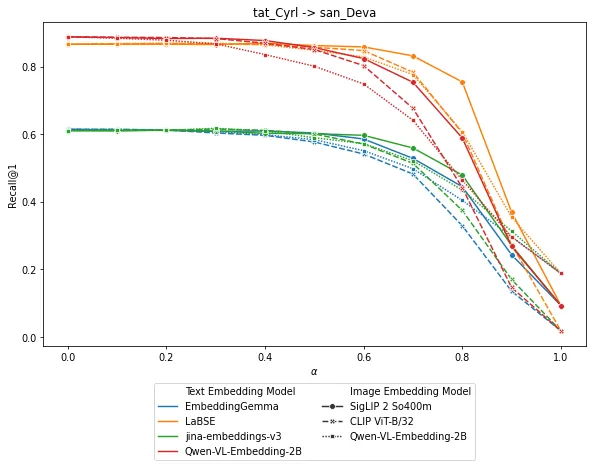 tat_Cyrl -> san_Deva
Recall@1
0.8
0.6
0.4
0.2
0.0
0.0 0.2 0.4 0.6 0.8 1.0
α
Text Embedding Model Image Embedding Model
EmbeddingGemma SigLIP 2 So400m
LaBSE CLIP ViT-B/32
jina-embeddings-v3 Qwen-VL-Embedding-2B
Qwen-VL-Embedding-2B